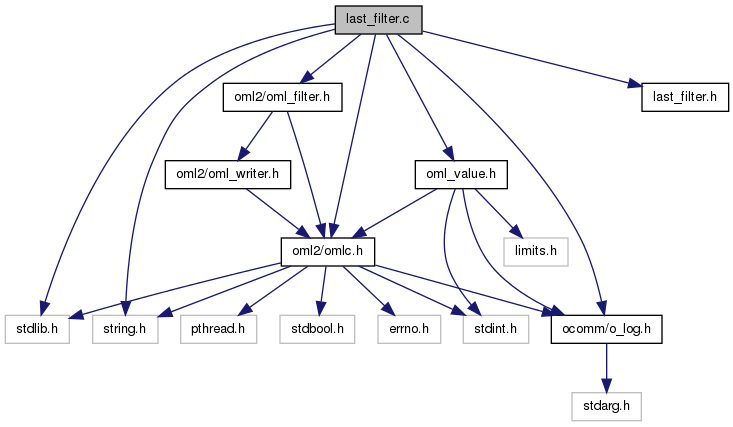 last_filter.c
oml2/oml_filter.h
last_filter.h
oml2/oml_writer.h
oml_value.h
oml2/omlc.h
limits.h
stdlib.h
string.h
pthread.h
stdbool.h
errno.h
stdint.h
ocomm/o_log.h
stdarg.h